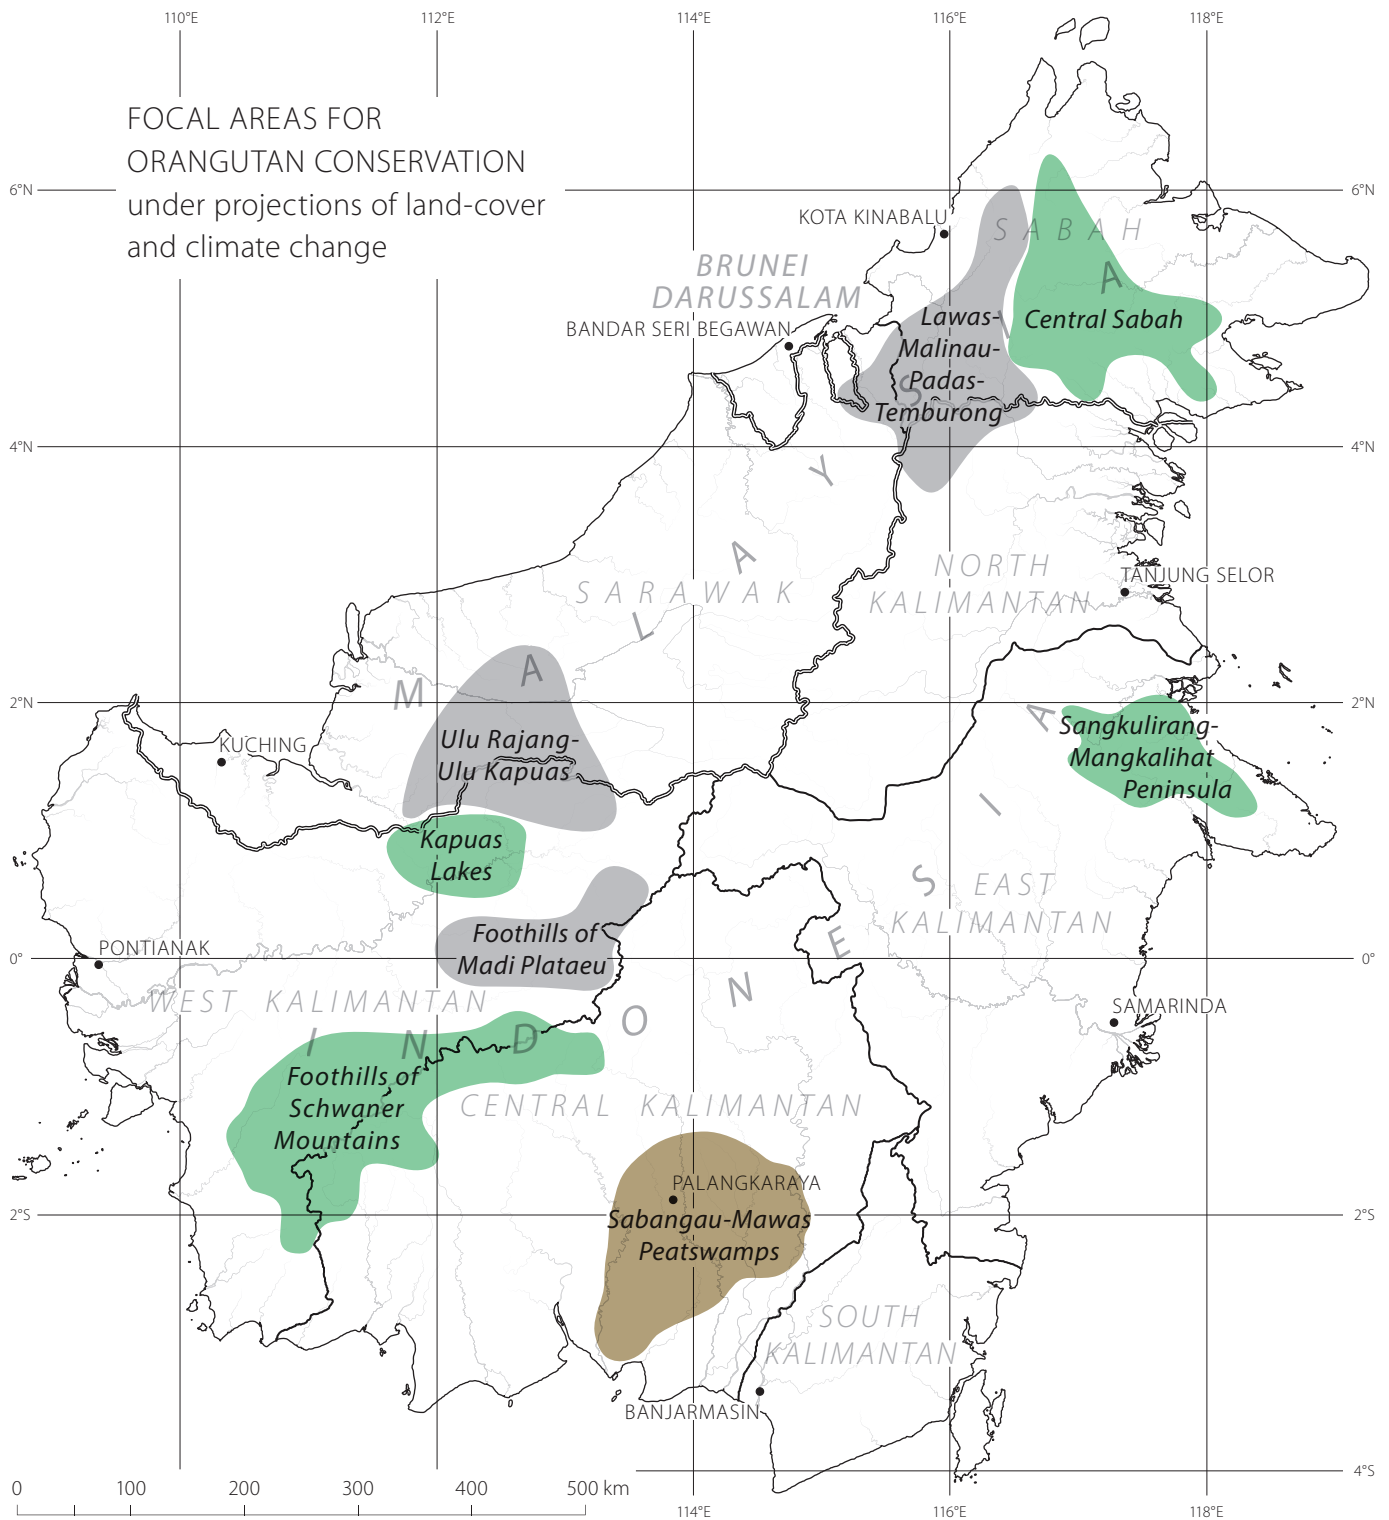 110°E
112°E
114°E
116°E
118°E
FOCAL AREAS FOR
ORANGUTAN CONSERVATION
under projections of land-cover
and climate change
6°N
6°N
KOTA KINABALU
SABAH
BRUNEI
DARUSSALAM
BANDAR SERI BEGAWAN
Lawas-
Malinau-
Padas-
Temburong
Central Sabah
4°N
4°N
MALAYSIA
SARAWAK
NORTH
KALIMANTAN
TANJUNG SELOR
2°N
2°N
KUCHING
Ulu Rajang-
Ulu Kapuas
Sangkulirang-
Mangkalihat
Peninsula
Kapuas
Lakes
EAST
KALIMANTAN
Foothills of
Madi Plataeu
PONTIANAK
0°
0°
WEST KALIMANTAN
INDONESIA
SAMARINDA
Foothills of
Schwaner
Mountains
CENTRAL KALIMANTAN
PALANGKARAYA
Sabangau-Mawas
Peatswamps
2°S
2°S
SOUTH
KALIMANTAN
BANJARMASIN
4°S
0
100
200
300
400
500 km
114°E
116°E
118°E